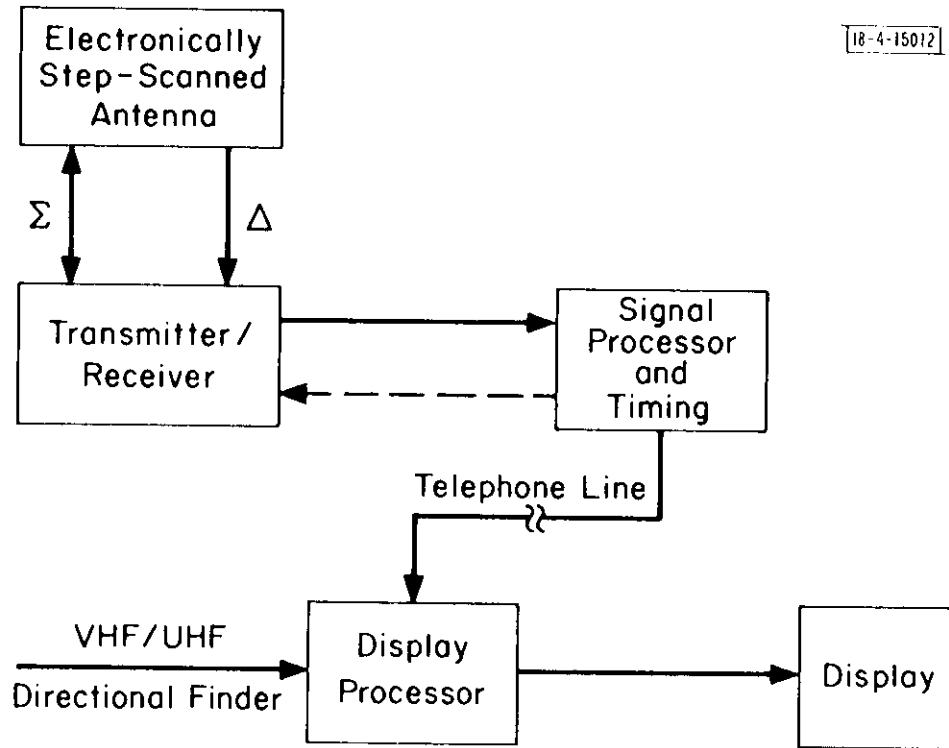 Electronically
Step-Scanned
Antenna
18-4-15012
Σ
Δ
Transmitter/
Receiver
Signal
Processor
and
Timing
Telephone Line
VHF/UHF
Directional Finder
Display
Processor
Display